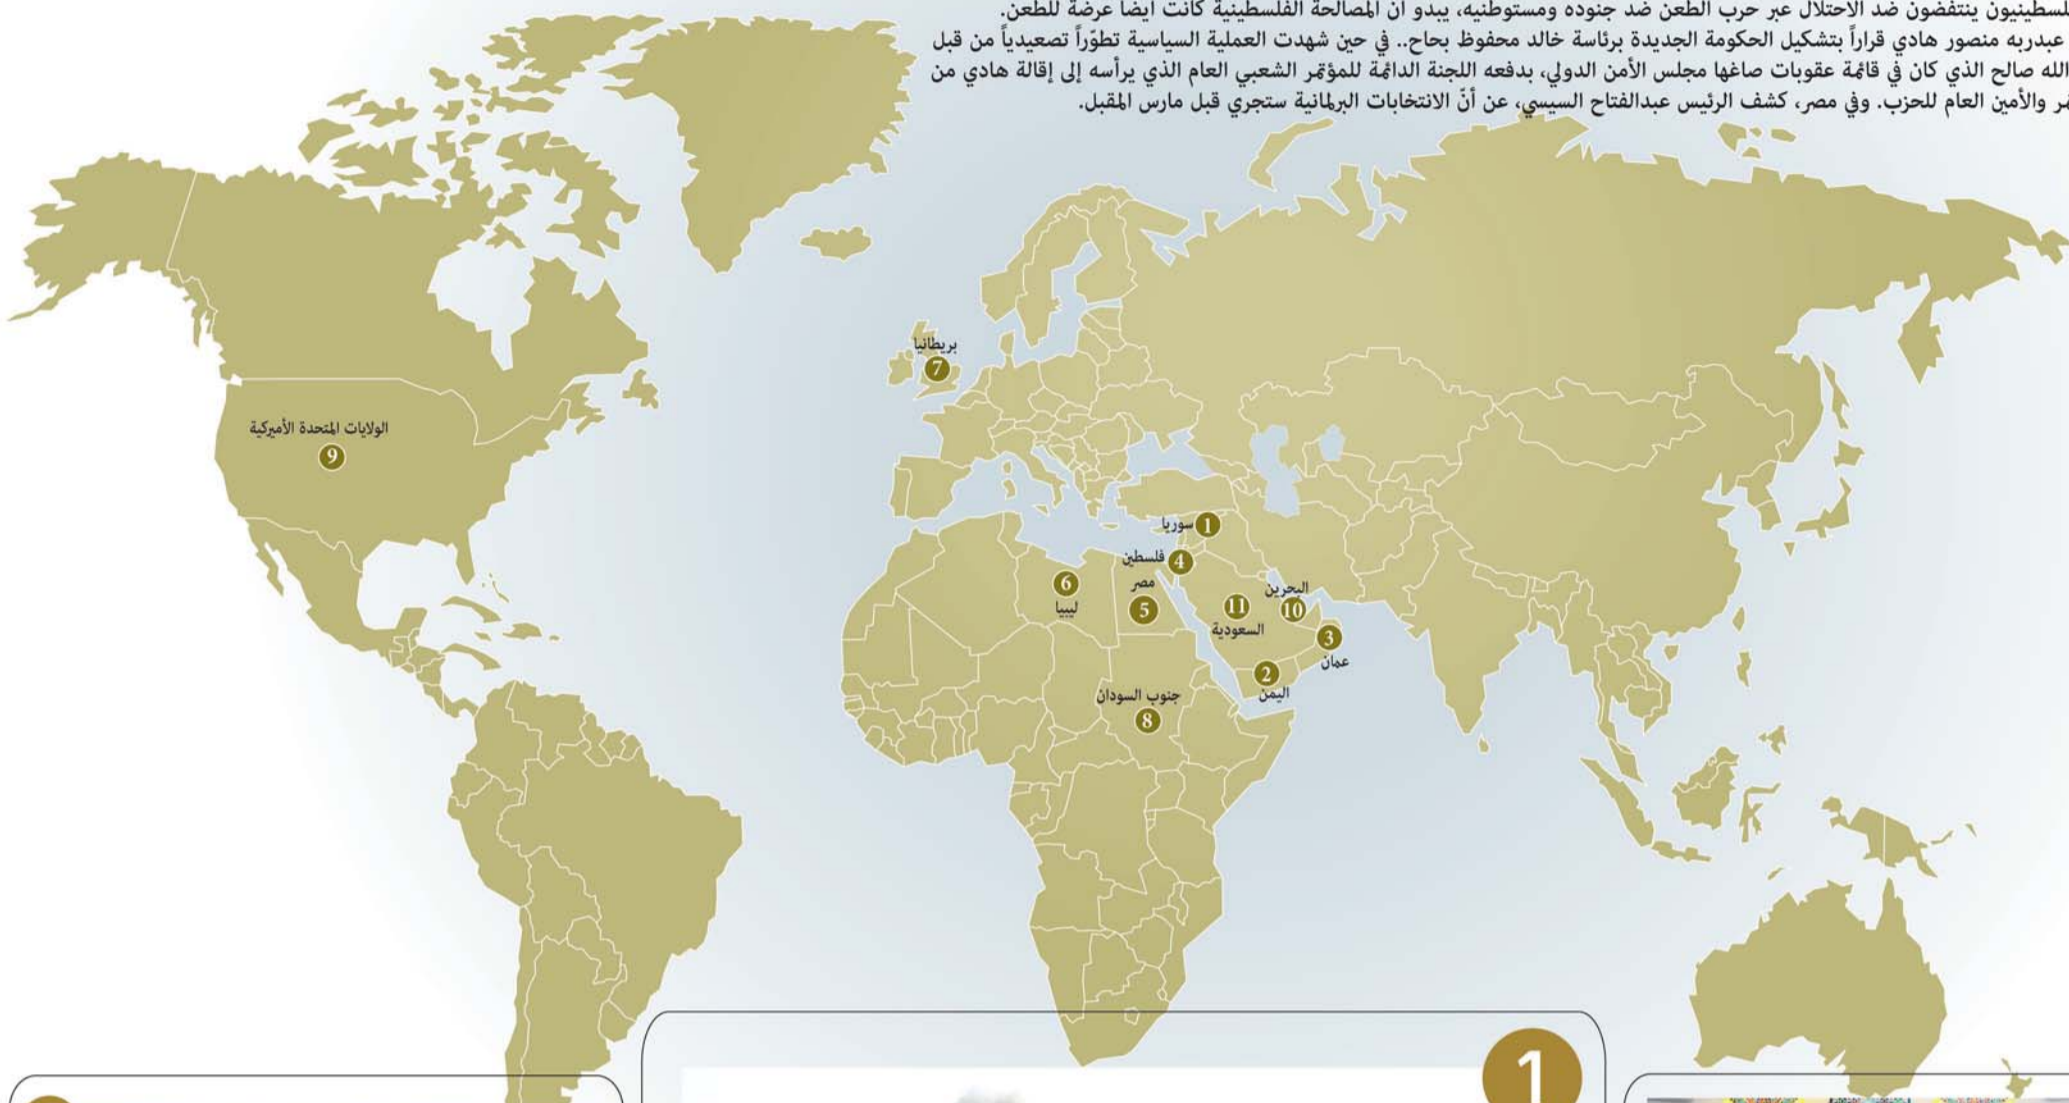 لسطينيون ينتفضون ضد الاحتلال عبر حرب الطعن ضد جنوده ومستوطنيه، يبدو أن المصالحة الفلسطينية كانت أيضاً عرضة للطعن.
عبدربه منصور هادي قراراً بتشكيل الحكومة الجديدة برئاسة خالد محفوظ بحاح.. في حين شهدت العملية السياسية تطوّراً تصعيدياً من قبل
الله صالح الذي كان في قائمة عقوبات صاغها مجلس الأمن الدولي، بدفعه اللجنة الدائمة للمؤتمر الشعبي العام الذي يرأسه إلى إقالة هادي من
والأمين العام للحزب. وفي مصر، كشف الرئيس عبدالفتاح السيسي، عن أنّ الانتخابات البرلمانية ستجري قبل مارس المقبل.
بريطانيا
7
الولايات المتحدة الأميركية
9
سوريا 1
فلسطين 4
6
ليبيا
مصر
5
البحرين
10
11
السعودية
3
عمان
2
اليمن
جنوب السودان
8
1